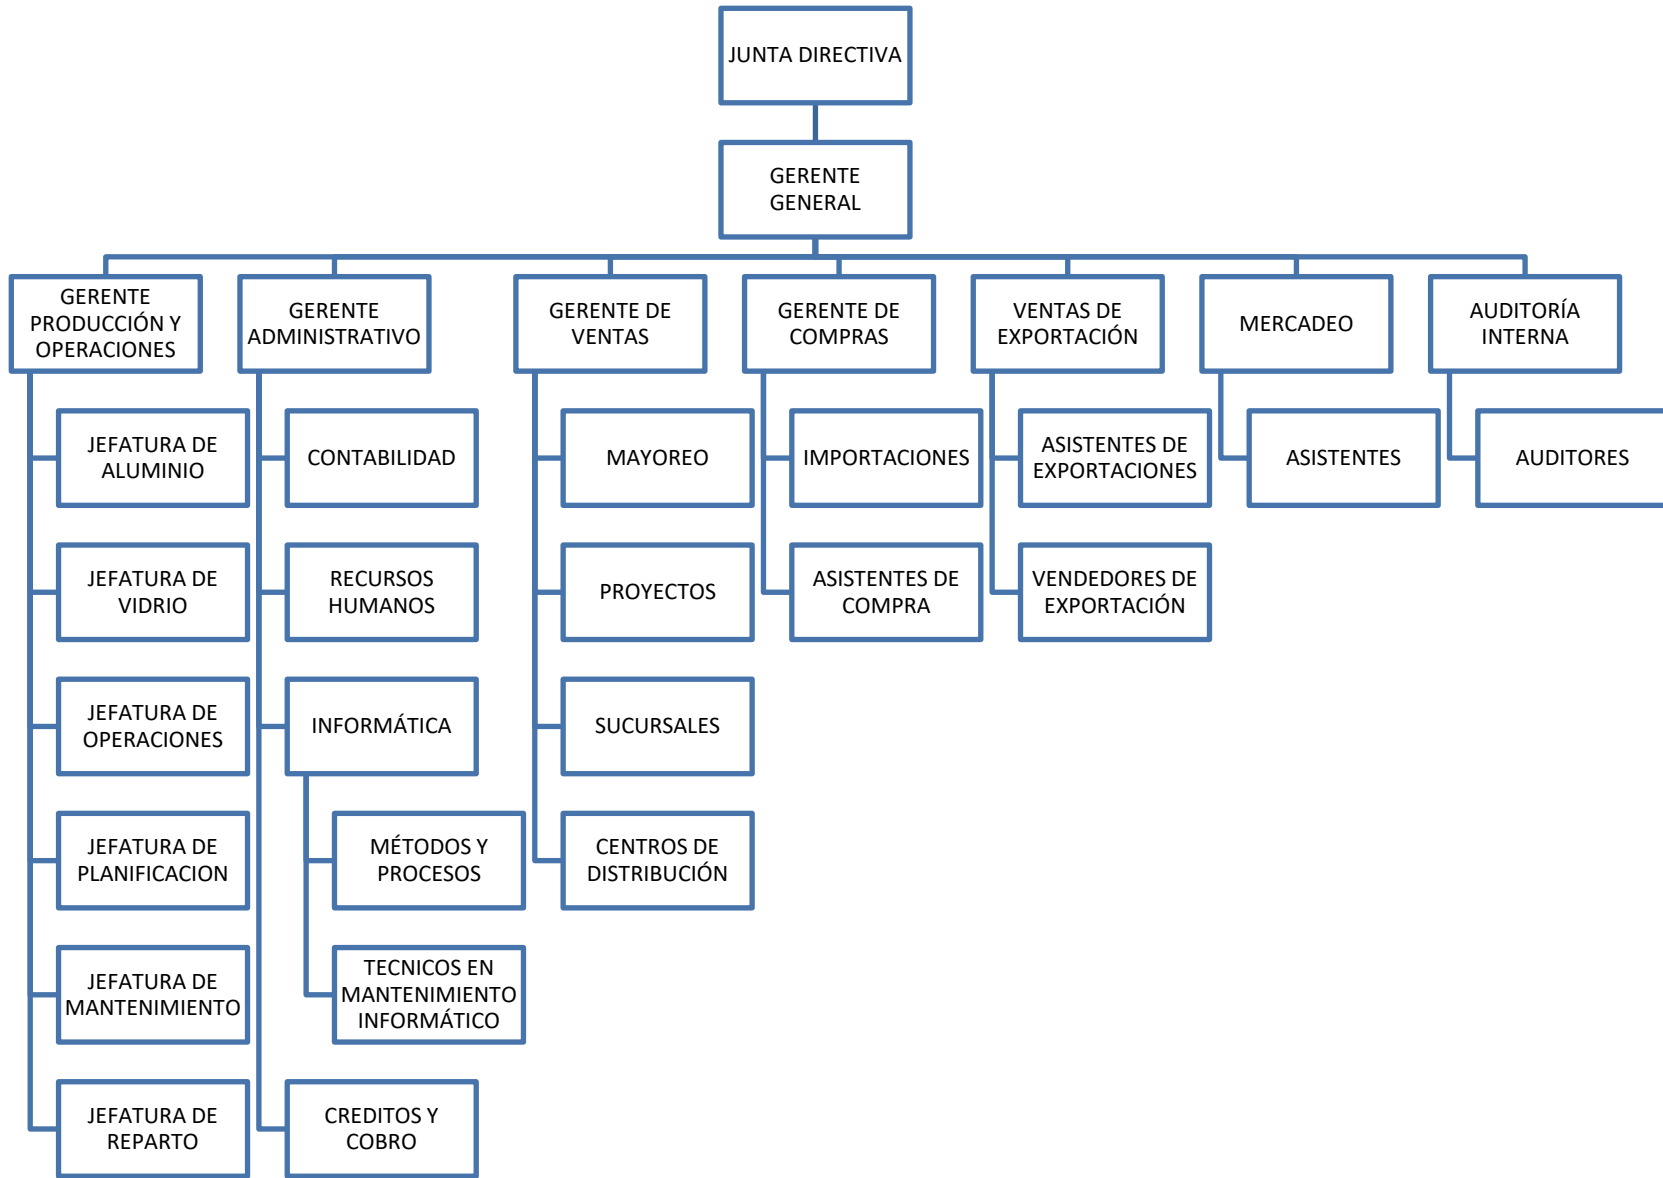 JUNTA DIRECTIVA
GERENTE
GENERAL
GERENTE
PRODUCCIÓN Y
OPERACIONES
GERENTE
ADMINISTRATIVO
GERENTE DE
VENTAS
GERENTE DE
COMPRAS
VENTAS DE
EXPORTACIÓN
MERCADEO
AUDITORÍA
INTERNA
JEFATURA DE
ALUMINIO
CONTABILIDAD
MAYOREO
IMPORTACIONES
ASISTENTES DE
EXPORTACIONES
ASISTENTES
AUDITORES
JEFATURA DE
VIDRIO
RECURSOS
HUMANOS
PROYECTOS
ASISTENTES DE
COMPRA
VENDEDORES DE
EXPORTACIÓN
JEFATURA DE
OPERACIONES
INFORMÁTICA
SUCURSALES
JEFATURA DE
PLANIFICACION
MÉTODOS Y
PROCESOS
CENTROS DE
DISTRIBUCIÓN
JEFATURA DE
MANTENIMIENTO
TECNICOS EN
MANTENIMIENTO
INFORMÁTICO
JEFATURA DE
REPARTO
CREDITOS Y
COBRO